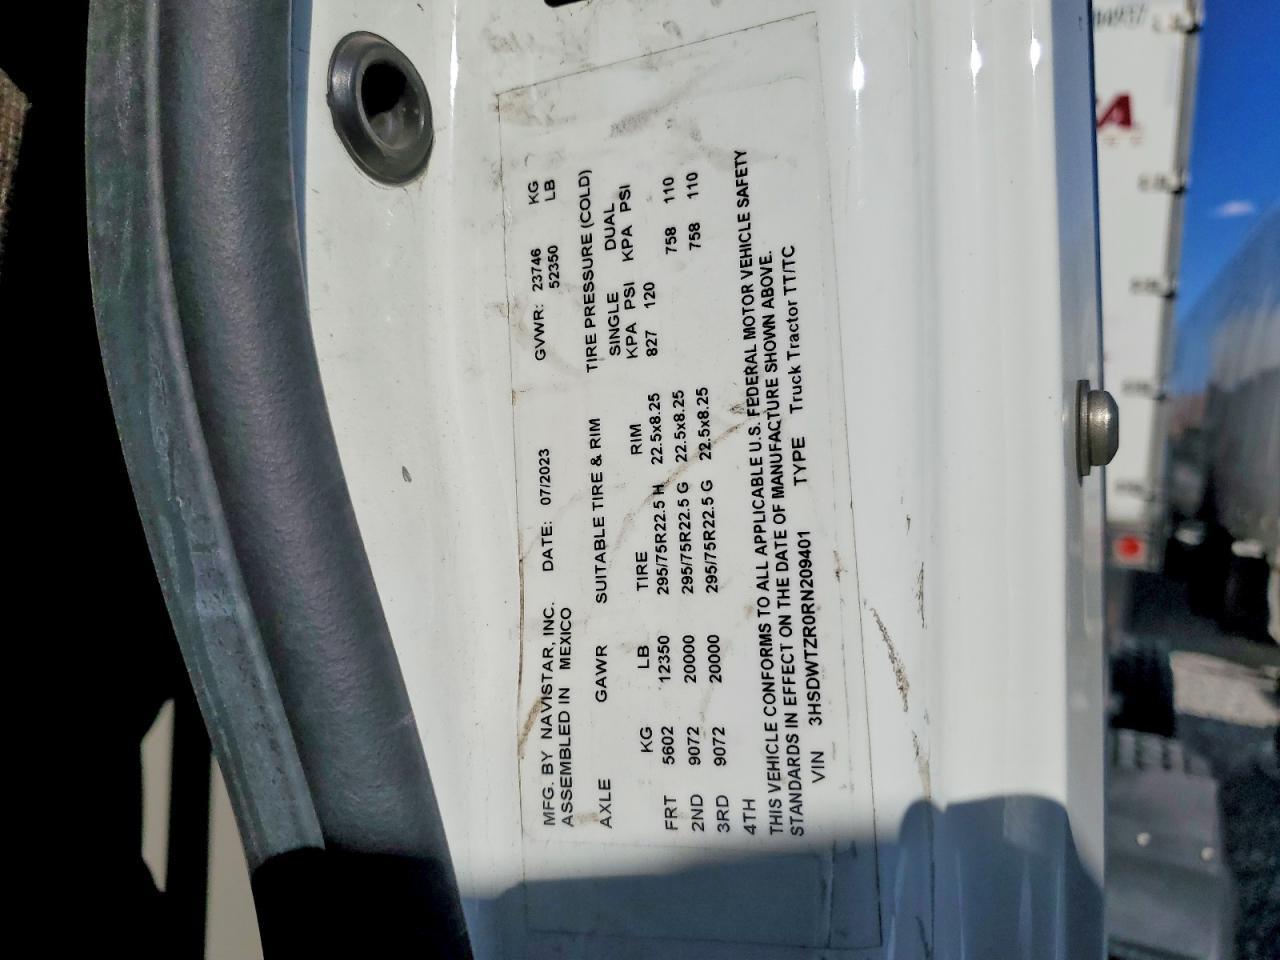 MFG. BY NAVISTAR, INC. DATE: 07/2023 GVWR: 23746 KG
ASSEMBLED IN MEXICO 52350 LB
AXLE GAWR SUITABLE TIRE & RIM TIRE PRESSURE (COLD)
SINGLE DUAL
KG LB TIRE RIM KPA PSI KPA PSI
FRT 5602 12350 295/75R22.5 H 22.5x8.25 827 120
2ND 9072 20000 295/75R22.5 G 22.5x8.25 758 110
3RD 9072 20000 295/75R22.5 G 22.5x8.25 758 110
4TH
THIS VEHICLE CONFORMS TO ALL APPLICABLE U.S. FEDERAL MOTOR VEHICLE SAFETY
STANDARDS IN EFFECT ON THE DATE OF MANUFACTURE SHOWN ABOVE.
VIN 3HSDWTZR0RN209401 TYPE Truck Tractor TT/TC